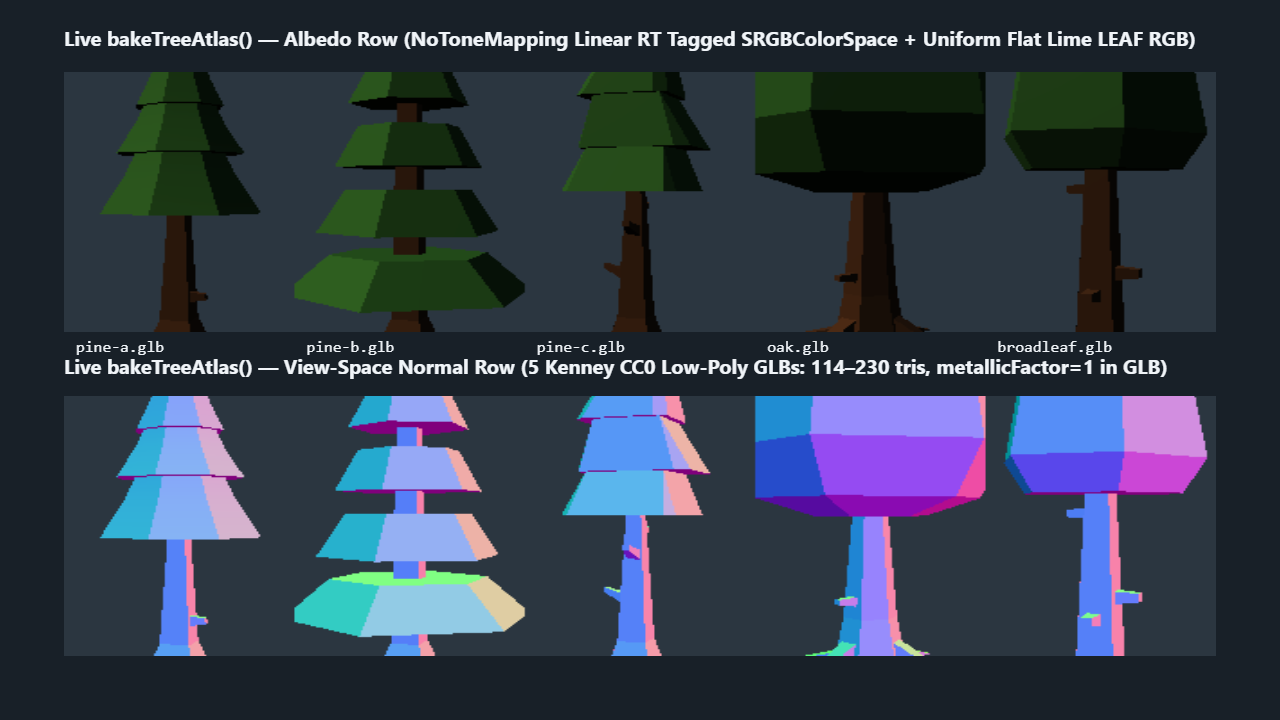 Live bakeTreeAtlas() — Albedo Row (NoToneMapping Linear RT Tagged SRGBColorSpace + Uniform Flat Lime LEAF RGB)
pine-a.glb pine-b.glb pine-c.glb oak.glb broadleaf.glb
Live bakeTreeAtlas() — View-Space Normal Row (5 Kenney CC0 Low-Poly GLBs: 114–230 tris, metallicFactor=1 in GLB)